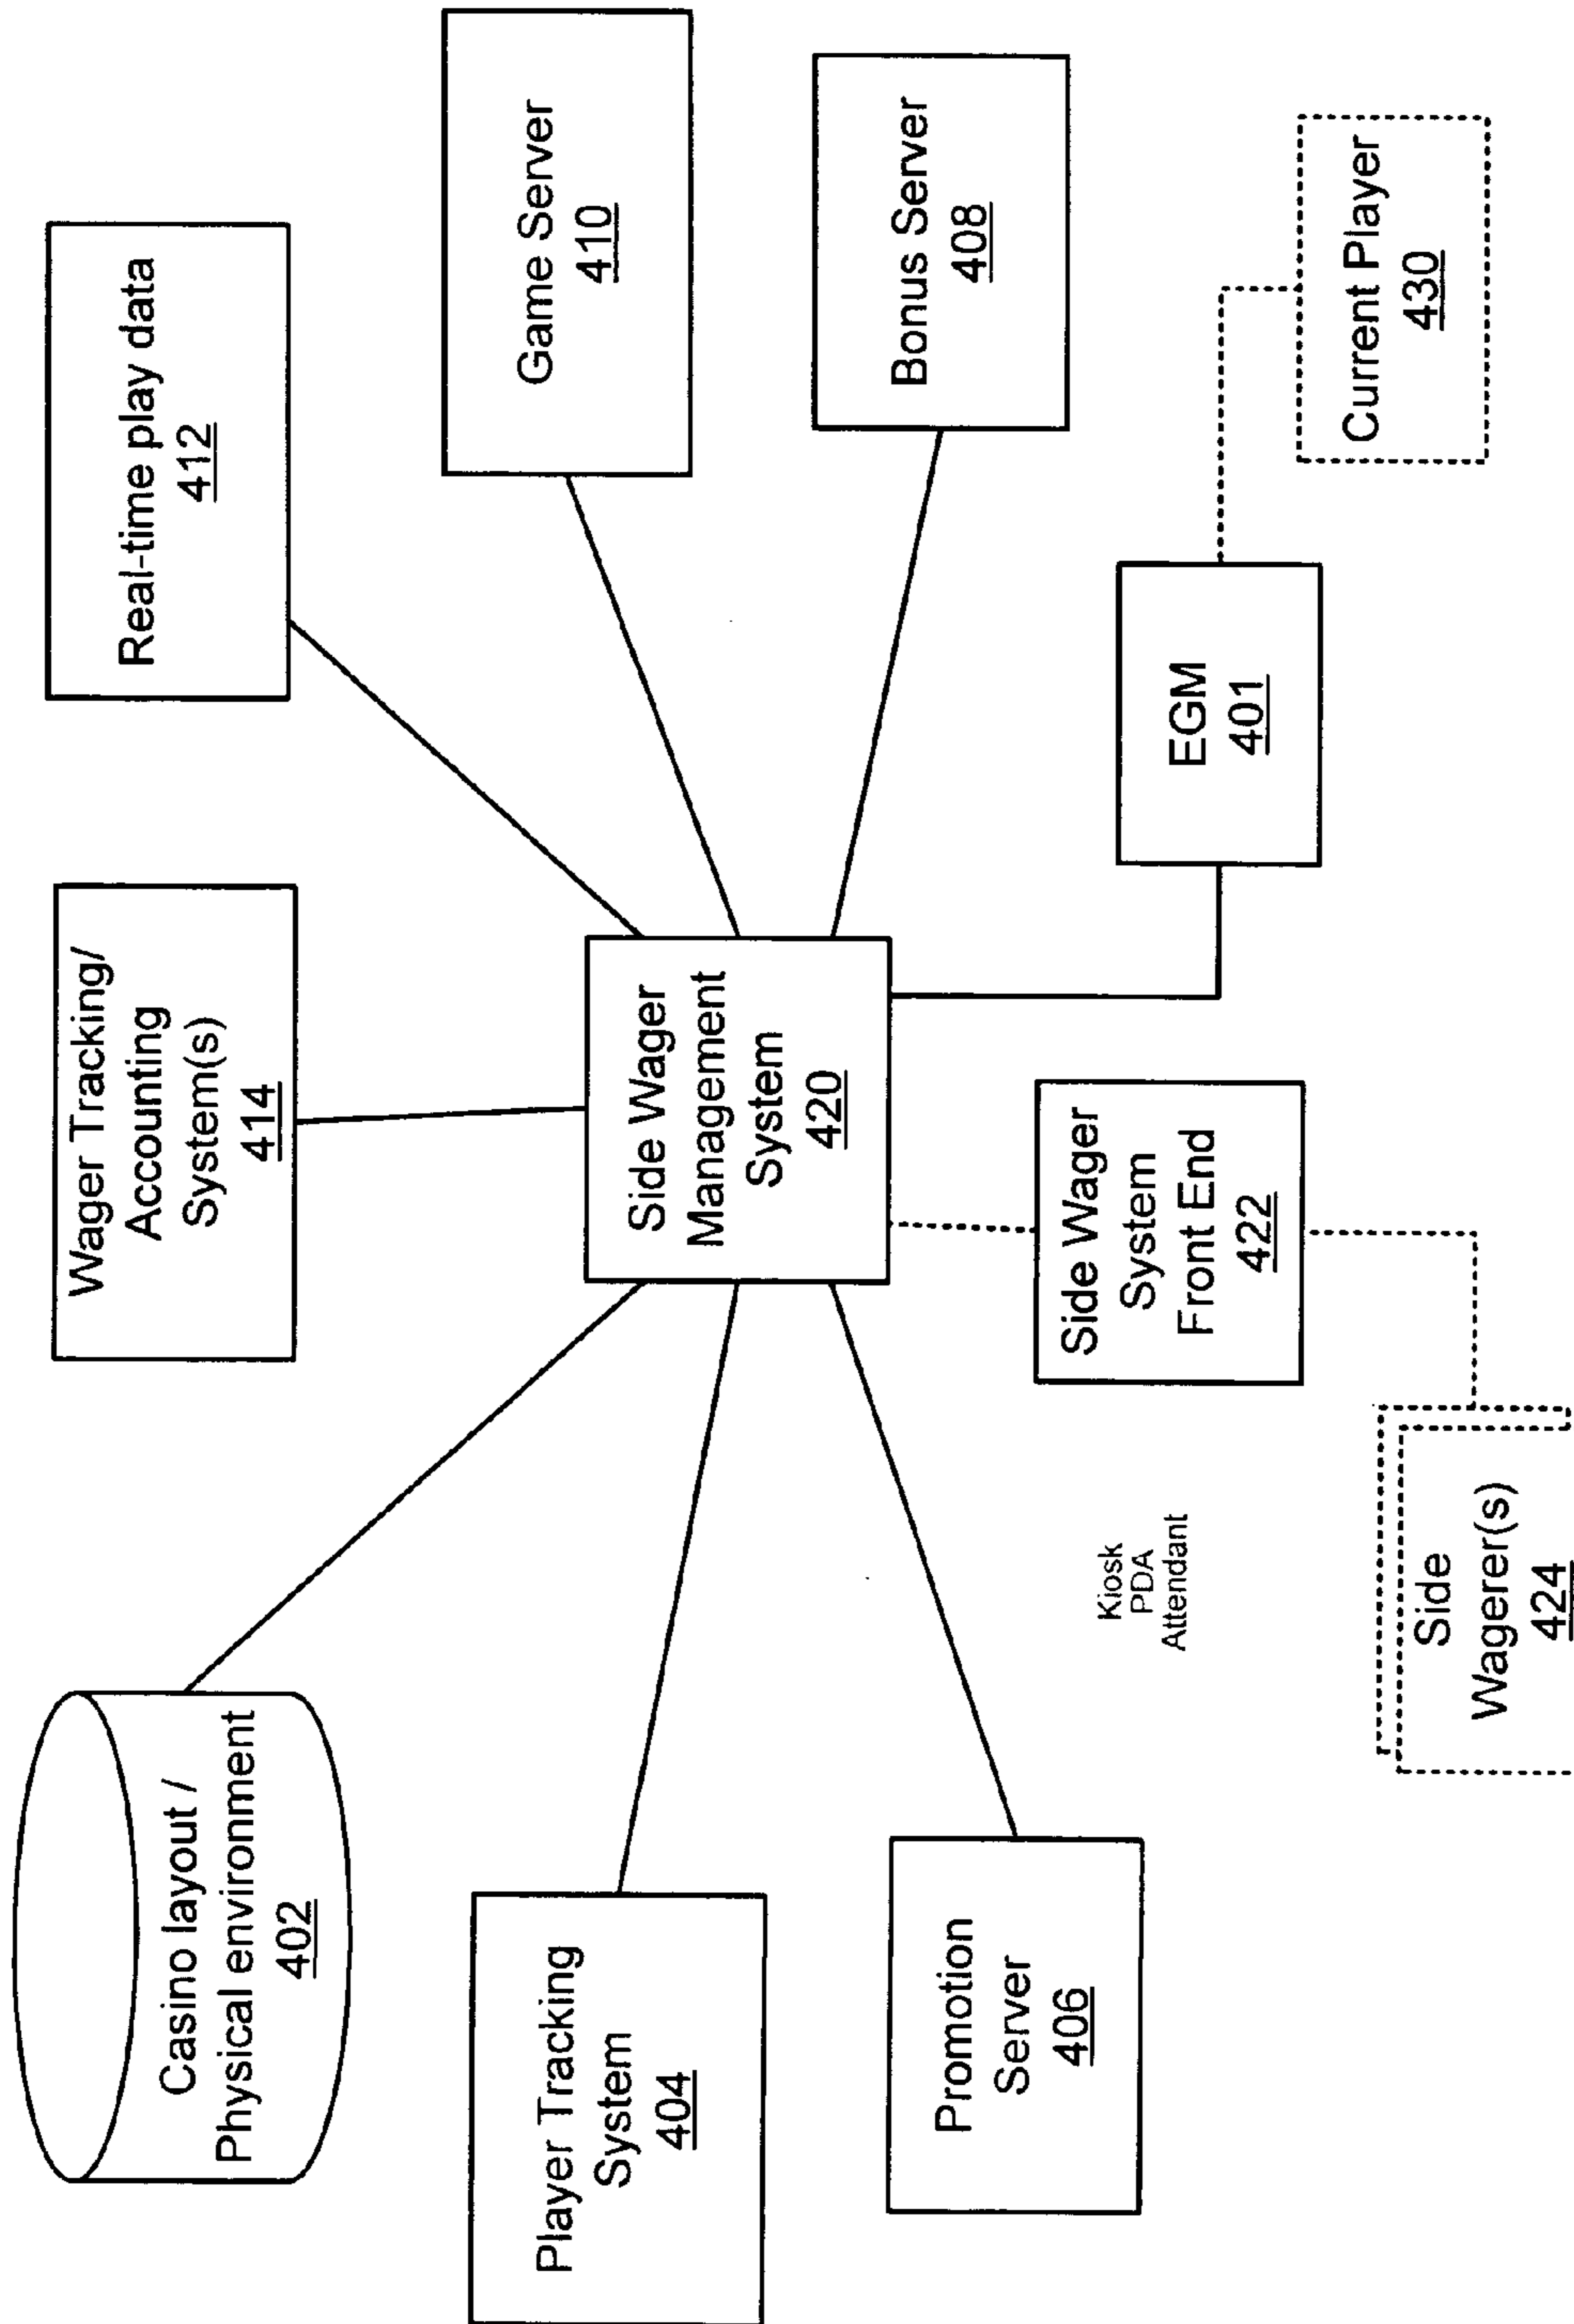 Casino layout /
Physical environment
402
Wager Tracking/
Accounting
System(s)
414
Real-time play data
412
Player Tracking
System
404
Game Server
410
Side Wager
Management
System
420
Promotion
Server
406
Bonus Server
408
Kiosk
PDA
Attendant
Side Wager
System
Front End
422
EGM
401
Side
Wagerer(s)
424
Current Player
430